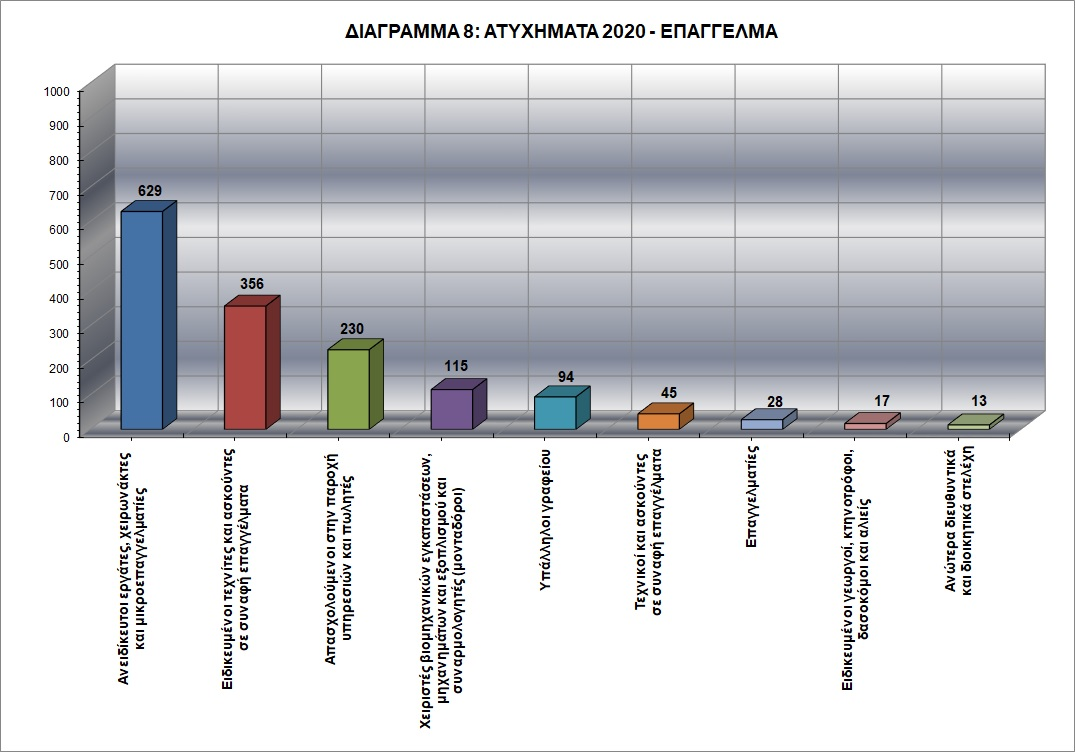 ΔΙΑΓΡΑΜΜΑ 8: ΑΤΥΧΗΜΑΤΑ 2020 - ΕΠΑΓΓΕΛΜΑ
1000
900
800
700
600
500
400
300
200
100
0
629
356
230
115
94
45
28
17
13
Ανειδίκευτοι εργάτες, χειρωνάκτες
και μικροεπαγγελματίες
Ειδικευμένοι τεχνίτες και ασκούντες
σε συναφή επαγγέλματα
Απασχολούμενοι στην παροχή
υπηρεσιών και πωλητές
Χειριστές βιομηχανικών εγκαταστάσεων,
μηχανημάτων και εξοπλισμού και
συναρμολογητές (μονταδόροι)
Υπάλληλοι γραφείου
Τεχνικοί και ασκούντες
σε συναφή επαγγέλματα
Επαγγελματίες
Ειδικευμένοι γεωργοί, κτηνοτρόφοι,
δασοκόμοι και αλιείς
Ανώτερα διευθυντικά
και διοικητικά στελέχη